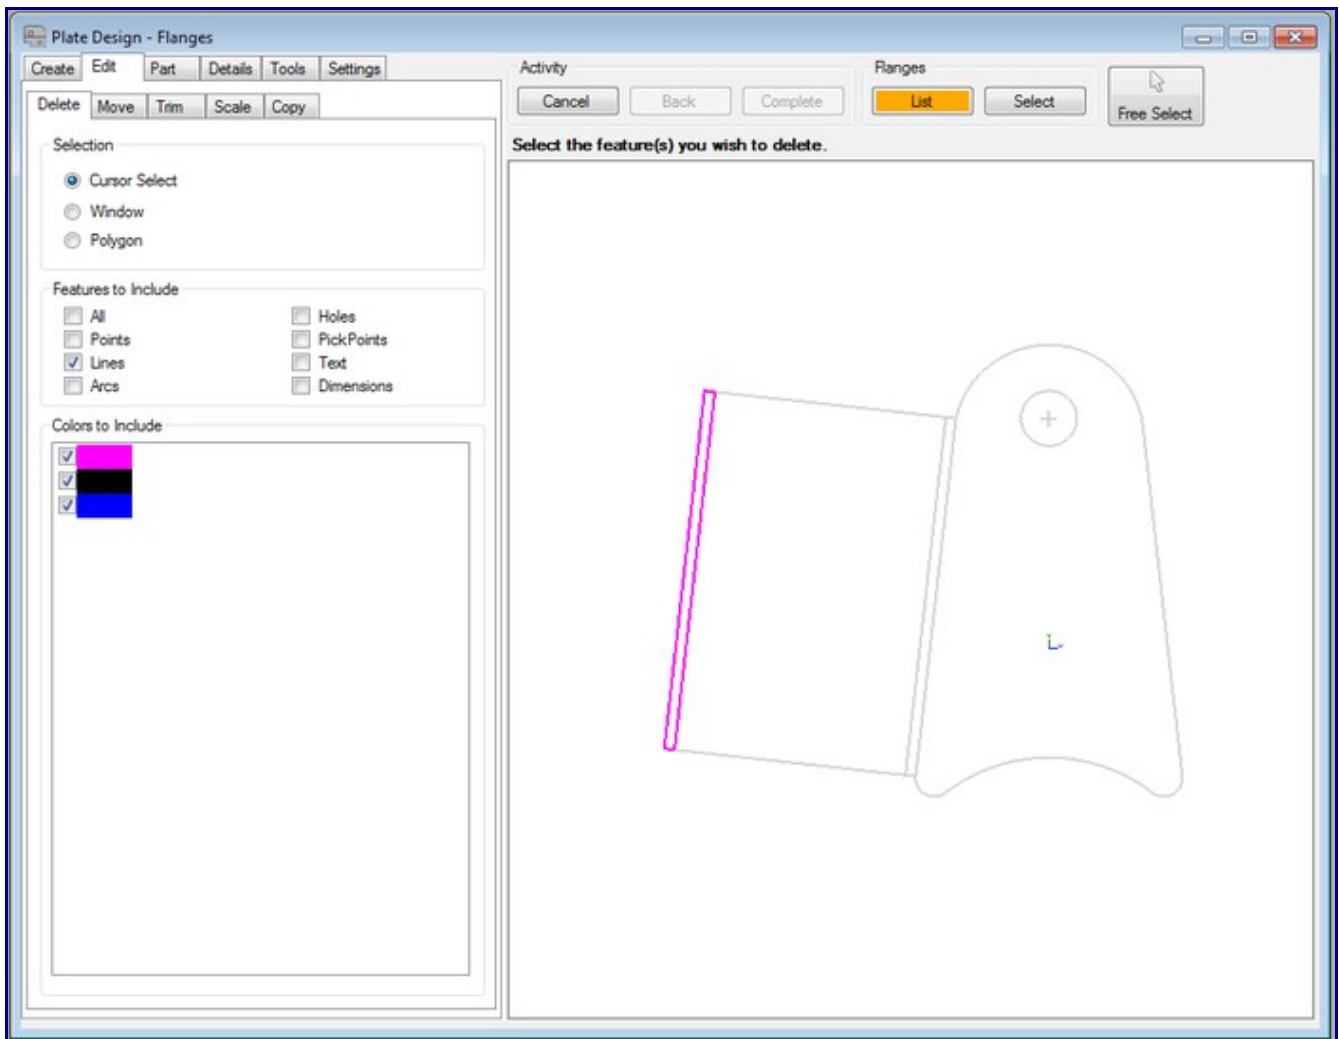 Plate Design - Flanges
Create Edit Part Details Tools Settings
Delete Move Trim Scale Copy
Selection
Cursor Select
Window
Polygon
Features to Include
All Holes
Points PickPoints
Lines Text
Arcs Dimensions
Colors to Include
Activity
Cancel Back Complete
Flanges
List Select
Free Select
Select the feature(s) you wish to delete.